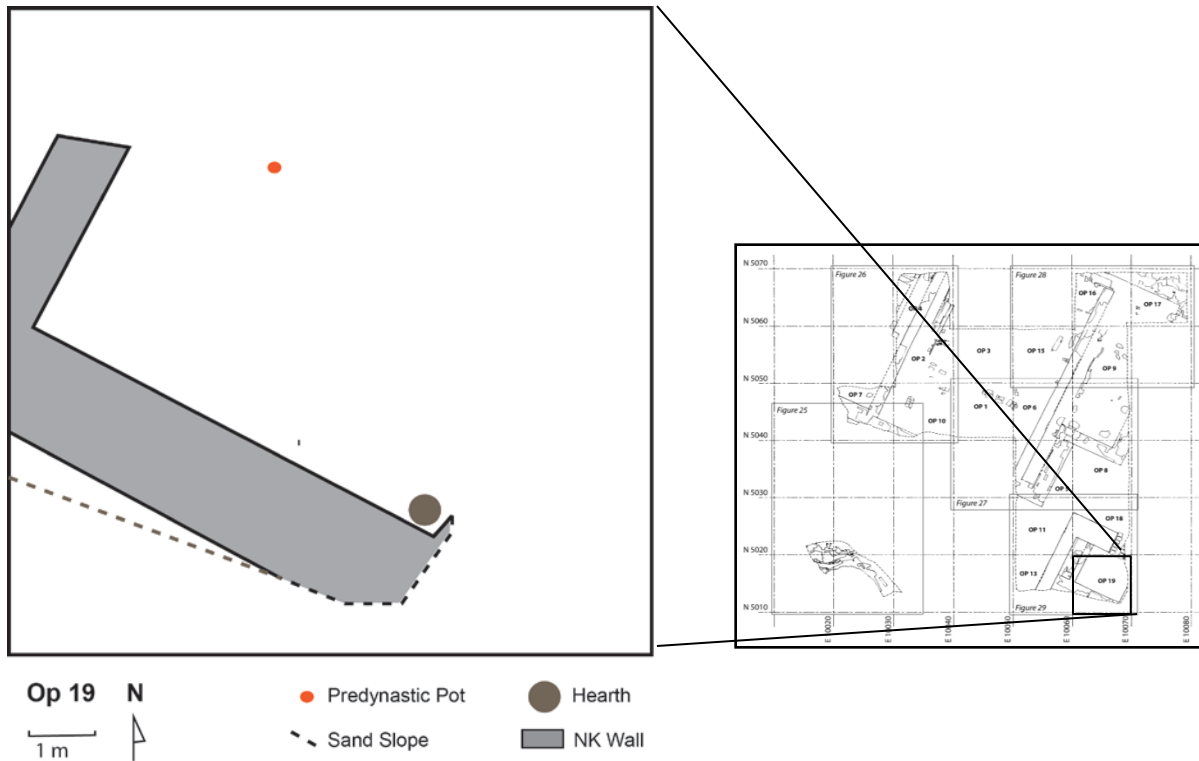 Op 19
N
1 m
Predynastic Pot
Sand Slope
Hearth
NK Wall
N 5070
N 5060
N 5050
N 5040
N 5030
N 5020
N 5010
E 10020
E 10030
E 10040
E 10050
E 10060
E 10070
E 10080
Figure 26
Figure 28
Figure 25
Figure 27
Figure 29
OP 16
OP 17
OP 2
OP 3
OP 15
OP 9
OP 7
OP 1
OP 6
OP 10
OP 8
OP 11
OP 18
OP 13
OP 19